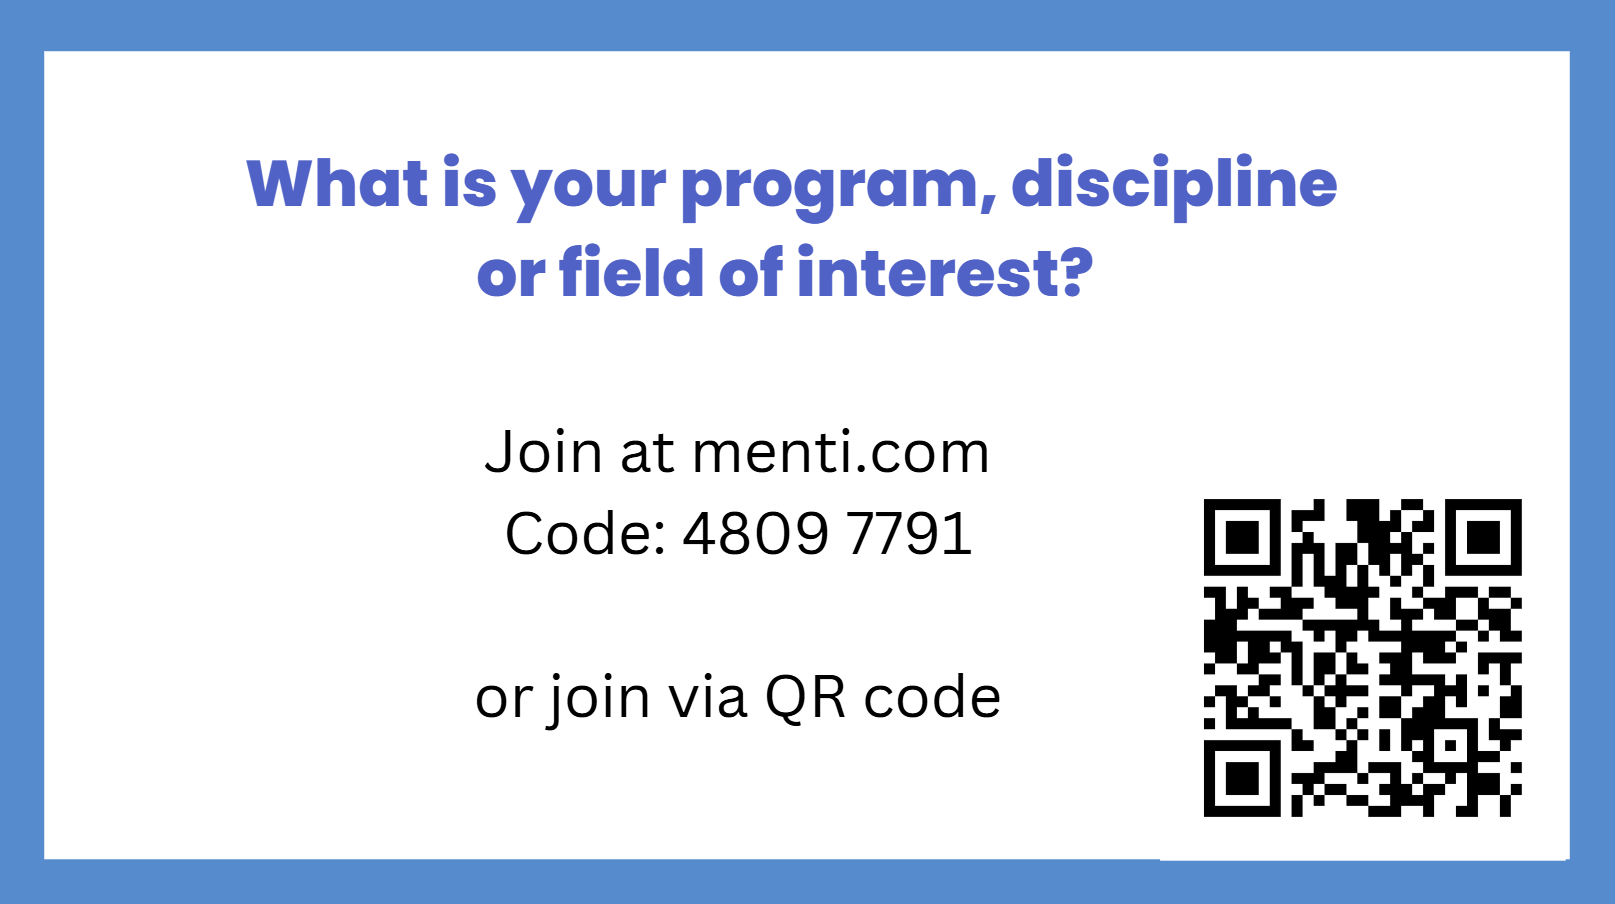 What is your program, discipline
or field of interest?
Join at menti.com
Code: 4809 7791
or join via QR code